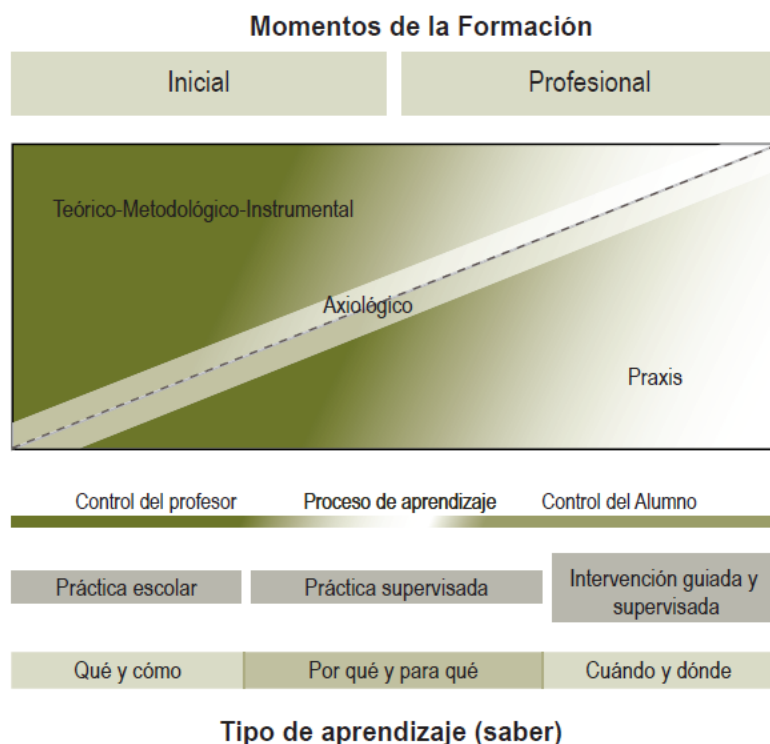 Momentos de la Formación
Inicial
Profesional
Teórico-Metodológico-Instrumental
Axiológico
Praxis
Control del profesor
Proceso de aprendizaje
Control del Alumno
Práctica escolar
Práctica supervisada
Intervención guiada y
supervisada
Qué y cómo
Por qué y para qué
Cuándo y dónde
Tipo de aprendizaje (saber)